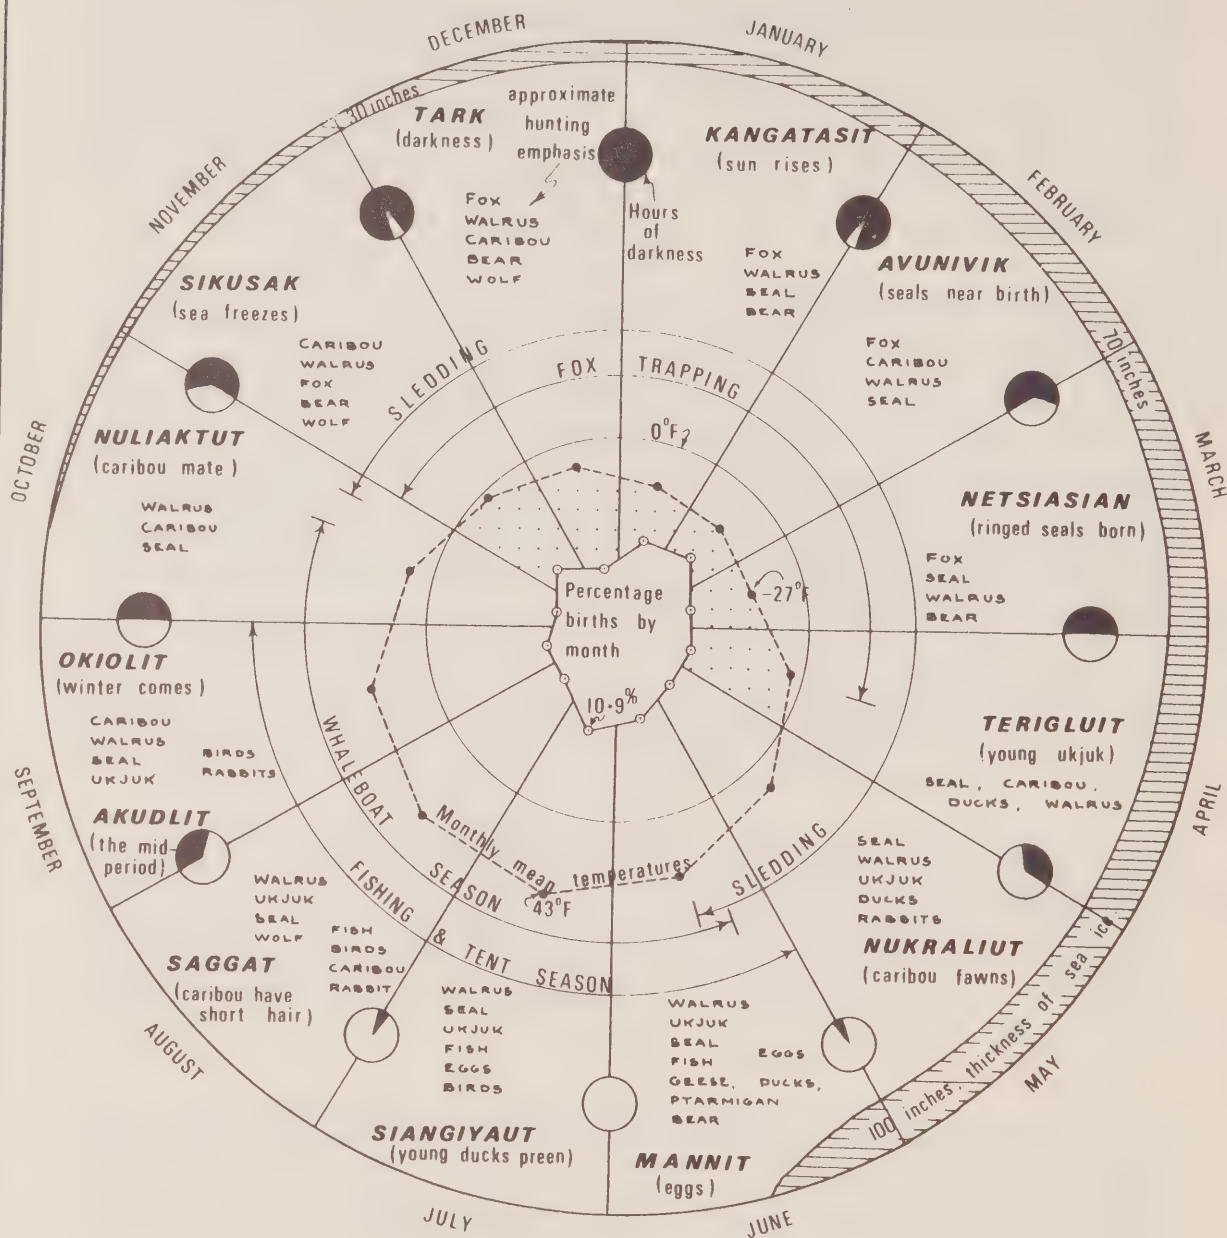 DECEMBER
JANUARY
FEBRUARY
MARCH
APRIL
MAY
JUNE
JULY
AUGUST
SEPTEMBER
OCTOBER
NOVEMBER
30 inches
70 inches
100 inches, thickness of sea ice
TARK
(darkness)
approximate
hunting
emphasis
FOX
WALRUS
CARIBOU
BEAR
WOLF
Hours
of
darkness
KANGATASIT
(sun rises)
FOX
WALRUS
SEAL
BEAR
AVUNIVIK
(seals near birth)
FOX
CARIBOU
WALRUS
SEAL
NETSIASIAN
(ringed seals born)
FOX
SEAL
WALRUS
BEAR
TERIGLUIT
(young ukjuk)
SEAL, CARIBOU,
DUCKS, WALRUS
SEAL
WALRUS
UKJUK
DUCKS
RABBITS
NUKRALIUT
(caribou fawns)
WALRUS
UKJUK
SEAL
FISH EGGS
GEESE, DUCKS,
PTARMIGAN
BEAR
MANNIT
(eggs)
WALRUS
SEAL
UKJUK
FISH
EGGS
BIRDS
SIANGIYAUT
(young ducks preen)
WALRUS
UKJUK
SEAL
WOLF
FISH
BIRDS
CARIBOU
RABBIT
SAGGAT
(caribou have
short hair)
AKUDLIT
(the mid-
period)
OKIOLIT
(winter comes)
CARIBOU
WALRUS
SEAL
UKJUK
BIRDS
RABBITS
NULIAKTUT
(caribou mate)
WALRUS
CARIBOU
SEAL
SIKUSAK
(sea freezes)
CARIBOU
WALRUS
FOX
BEAR
WOLF
SLEDDING
FOX TRAPPING
0°F
-27°F
Percentage
births by
month
10.9%
WHALEBOAT SEASON
FISHING & TENT SEASON
Monthly mean temperatures
43°F
SLEDDING